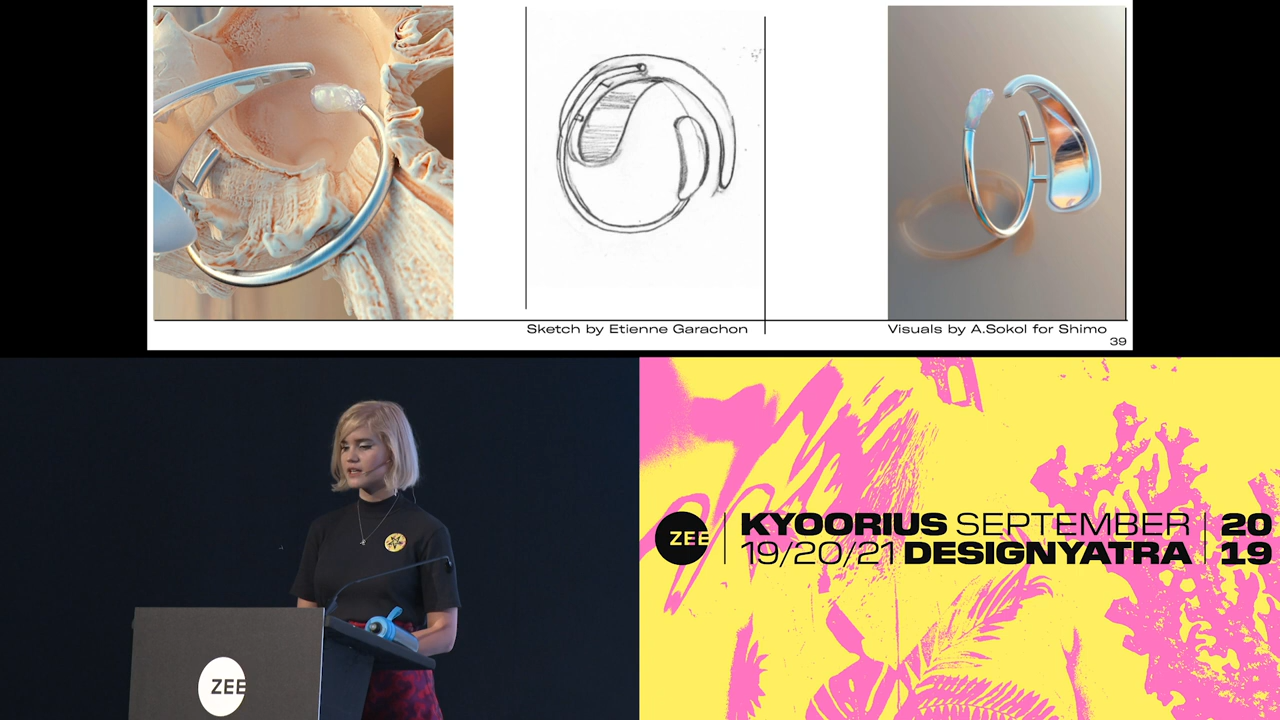 Sketch by Etienne Garachon
Visuals by A.Sokol for Shimo
39
ZEE
ZEE
KYOORIUS SEPTEMBER 20
19/20/21 DESIGNYATRA 19